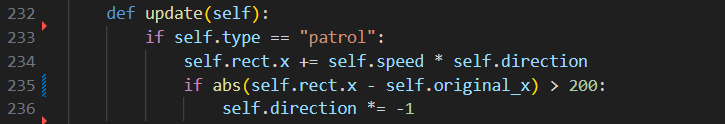 232 def update(self):
233 if self.type == "patrol":
234 self.rect.x += self.speed * self.direction
235 if abs(self.rect.x - self.original_x) > 200:
236 self.direction *= -1